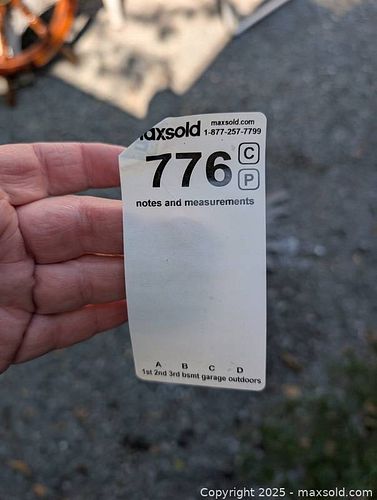 maxsold maxsold.com
1-877-257-7799
776 C
P
notes and measurements
A B C D
1st 2nd 3rd bsmt garage outdoors
Copyright 2025 - maxsold.com